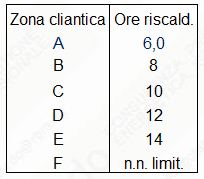 Zona cliantica Ore riscald.
A 6,0
B 8
C 10
D 12
E 14
F n.n. limit.